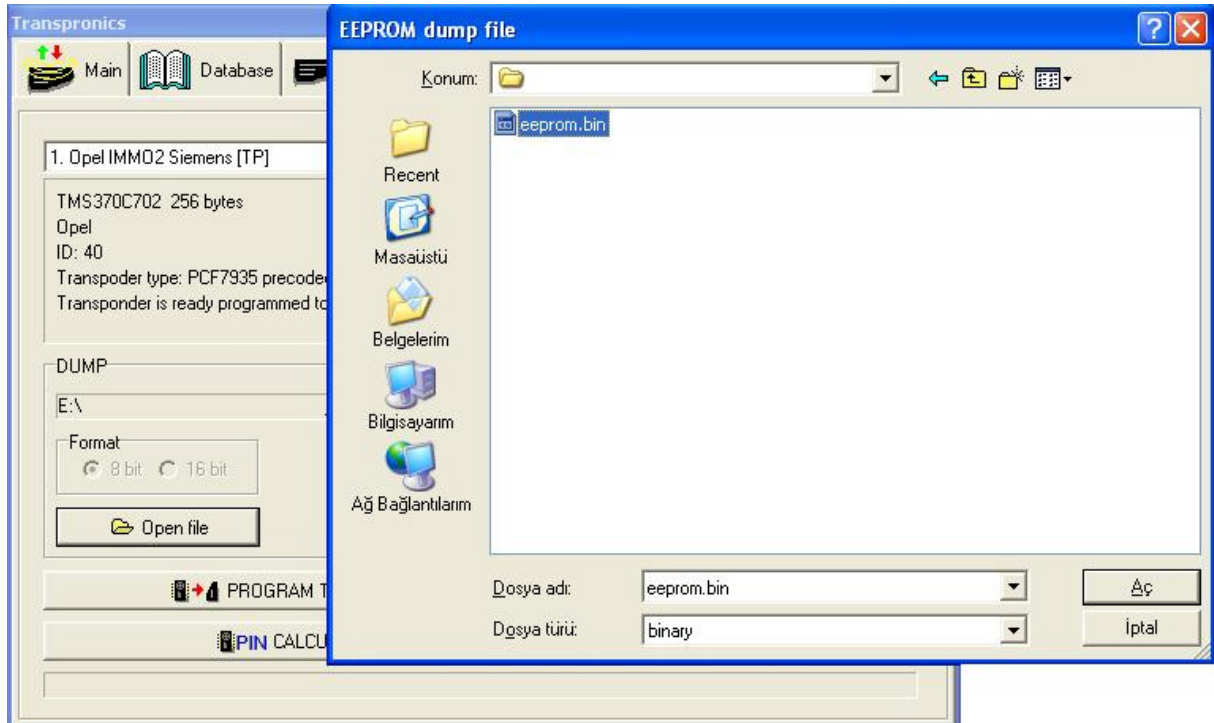 Transpronics
Main
Database
1. Opel IMMO2 Siemens [TP]
TMS370C702 256 bytes
Opel
ID: 40
Transpoder type: PCF7935 precode
Transponder is ready programmed to
DUMP
E:\
Format
8 bit
16 bit
Open file
PROGRAM T
PIN CALCU
EEPROM dump file
Konum:
eeprom.bin
Recent
Masaüstü
Belgelerim
Bilgisayarım
Ağ Bağlantılarım
Dosya adı:
eeprom.bin
Aç
Dosya türü:
binary
İptal